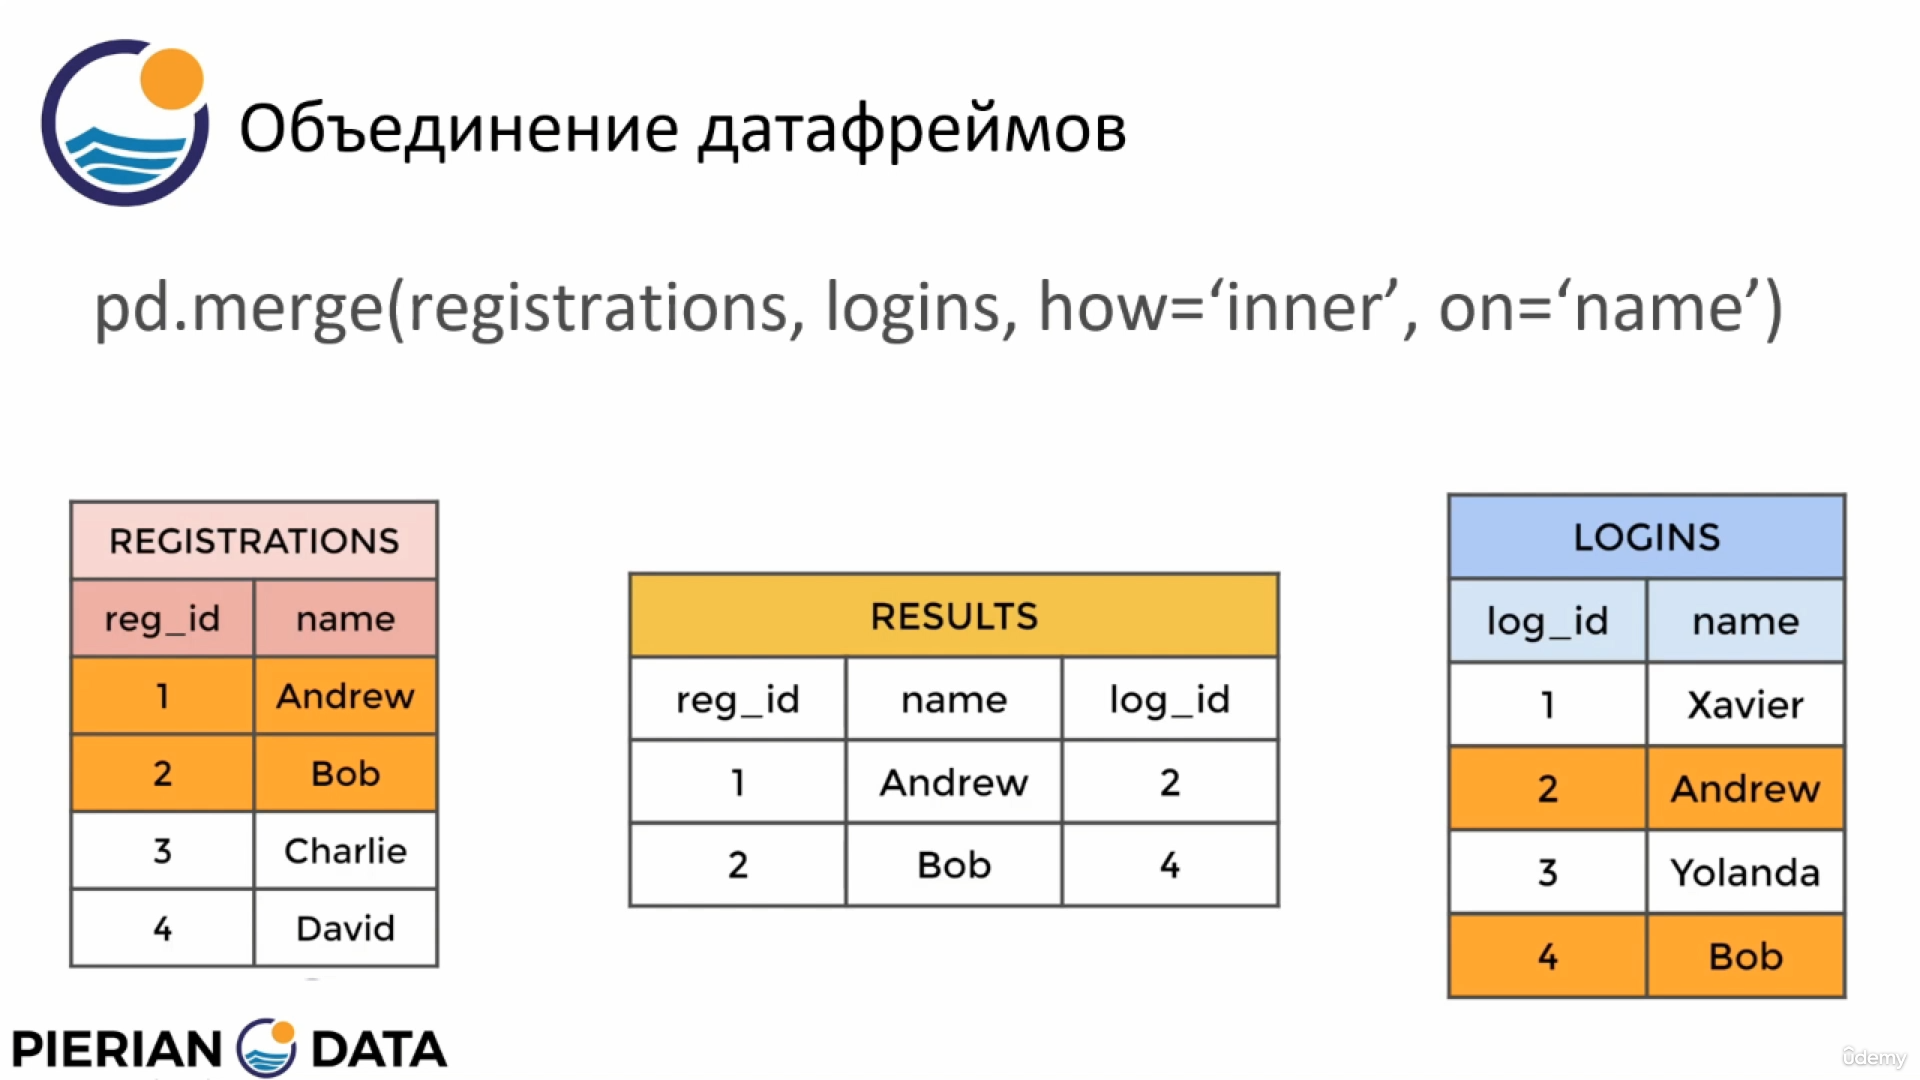 Объединение датафреймов
pd.merge(registrations, logins, how=‘inner’, on=‘name’)
REGISTRATIONS
reg_id name
1 Andrew
2 Bob
3 Charlie
4 David
RESULTS
reg_id name log_id
1 Andrew 2
2 Bob 4
LOGINS
log_id name
1 Xavier
2 Andrew
3 Yolanda
4 Bob
PIERIAN DATA
ûdemy